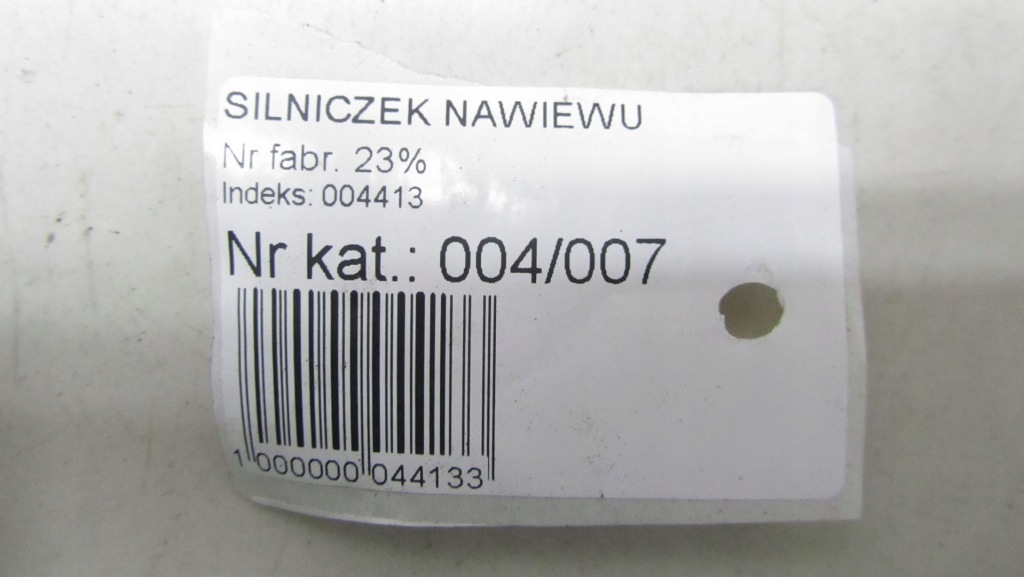 SILNICZEK NAWIEWU
Nr fabr. 23%
Indeks: 004413
Nr kat.: 004/007
1 000000 044133